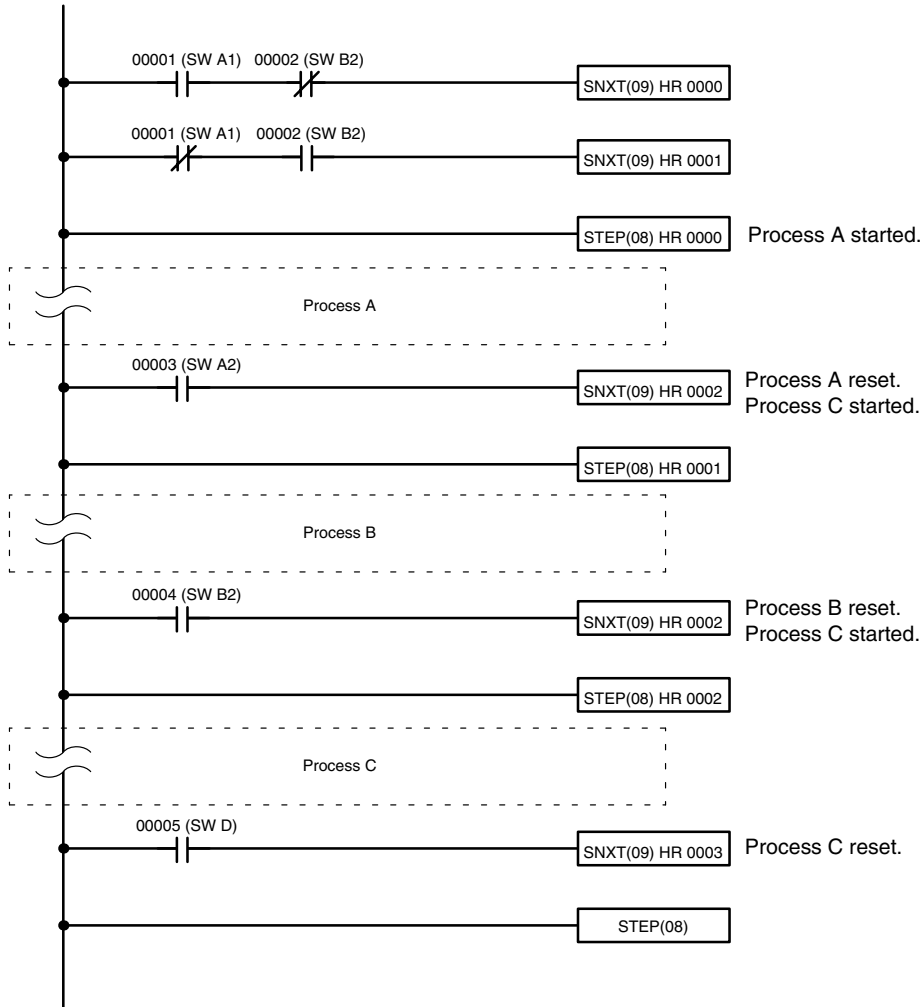 00001 (SW A1) 00002 (SW B2)
SNXT(09) HR 0000
00001 (SW A1) 00002 (SW B2)
SNXT(09) HR 0001
STEP(08) HR 0000 Process A started.
Process A
00003 (SW A2)
SNXT(09) HR 0002 Process A reset.
Process C started.
STEP(08) HR 0001
Process B
00004 (SW B2)
SNXT(09) HR 0002 Process B reset.
Process C started.
STEP(08) HR 0002
Process C
00005 (SW D)
SNXT(09) HR 0003 Process C reset.
STEP(08)